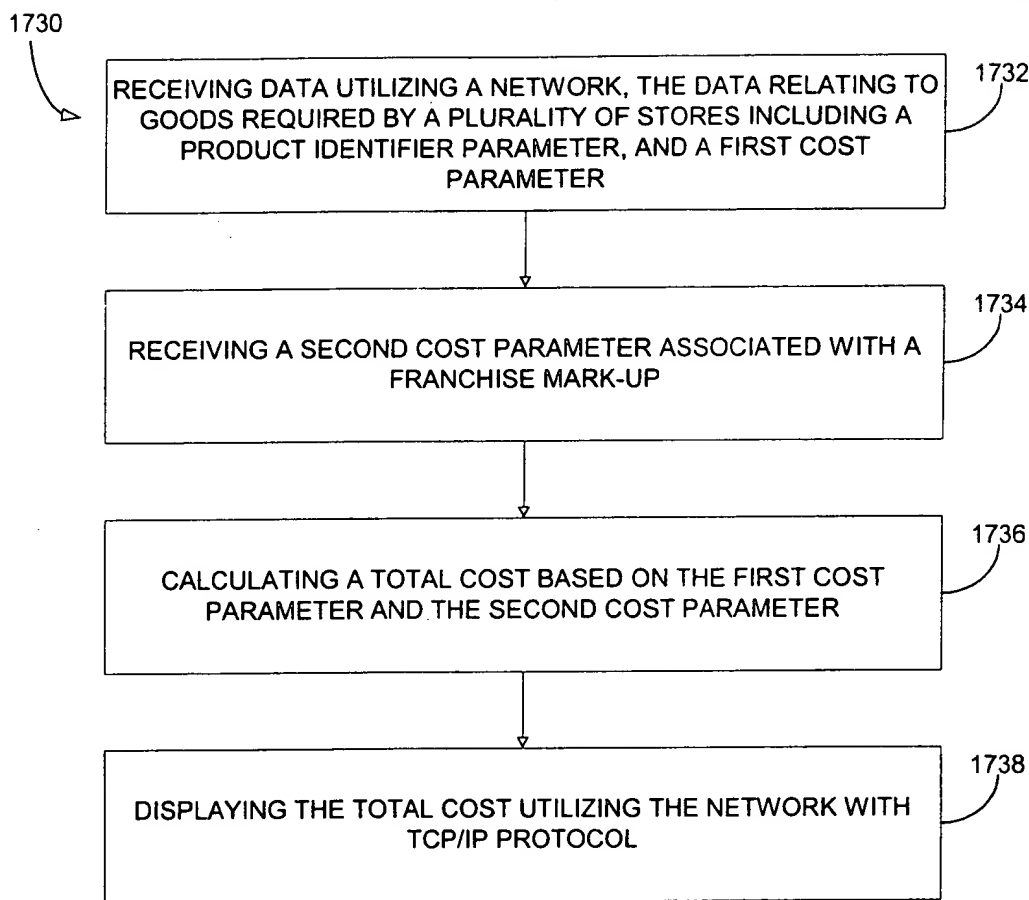 1730
1732
RECEIVING DATA UTILIZING A NETWORK, THE DATA RELATING TO
GOODS REQUIRED BY A PLURALITY OF STORES INCLUDING A
PRODUCT IDENTIFIER PARAMETER, AND A FIRST COST
PARAMETER
1734
RECEIVING A SECOND COST PARAMETER ASSOCIATED WITH A
FRANCHISE MARK-UP
1736
CALCULATING A TOTAL COST BASED ON THE FIRST COST
PARAMETER AND THE SECOND COST PARAMETER
1738
DISPLAYING THE TOTAL COST UTILIZING THE NETWORK WITH
TCP/IP PROTOCOL